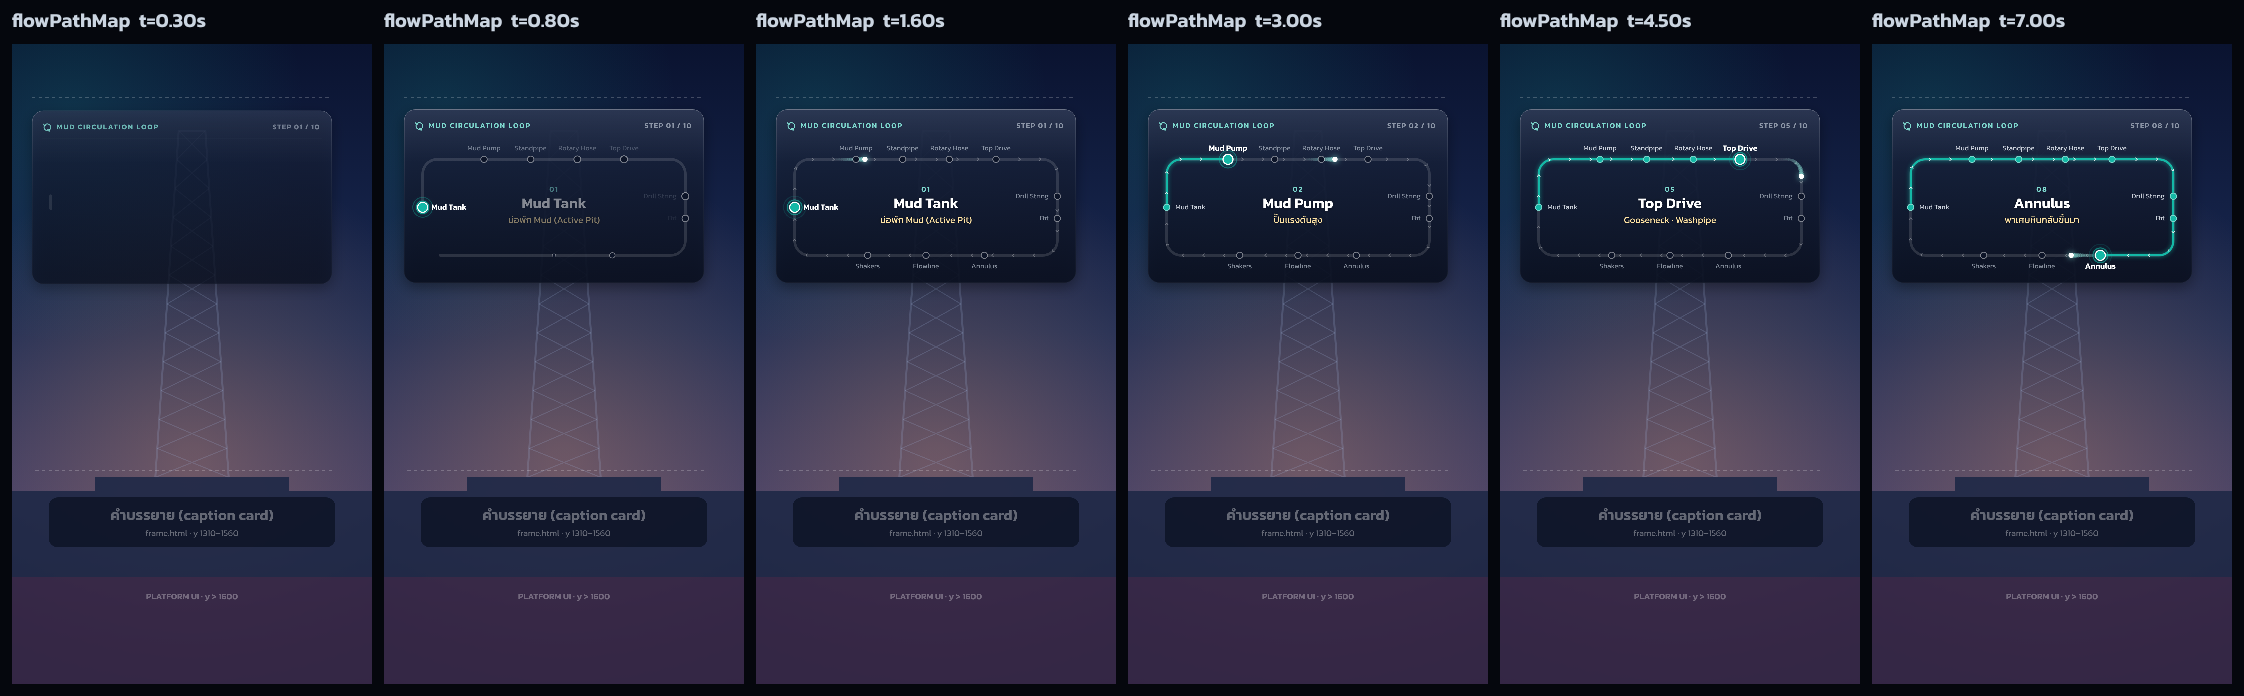 flowPathMap t=0.30s
MUD CIRCULATION LOOP
STEP 01 / 10
คำบรรยาย (caption card)
frame.html · y 1310–1560
PLATFORM UI · y > 1600
flowPathMap t=0.80s
MUD CIRCULATION LOOP
STEP 01 / 10
Mud Pump
Standpipe
Rotary Hose
Top Drive
01
Mud Tank
บ่อพัก Mud (Active Pit)
Mud Tank
Drill String
Bit
คำบรรยาย (caption card)
frame.html · y 1310–1560
PLATFORM UI · y > 1600
flowPathMap t=1.60s
MUD CIRCULATION LOOP
STEP 01 / 10
Mud Pump
Standpipe
Rotary Hose
Top Drive
01
Mud Tank
บ่อพัก Mud (Active Pit)
Mud Tank
Drill String
Bit
Shakers
Flowline
Annulus
คำบรรยาย (caption card)
frame.html · y 1310–1560
PLATFORM UI · y > 1600
flowPathMap t=3.00s
MUD CIRCULATION LOOP
STEP 02 / 10
Mud Pump
Standpipe
Rotary Hose
Top Drive
02
Mud Pump
ปั๊มแรงดันสูง
Mud Tank
Drill String
Bit
Shakers
Flowline
Annulus
คำบรรยาย (caption card)
frame.html · y 1310–1560
PLATFORM UI · y > 1600
flowPathMap t=4.50s
MUD CIRCULATION LOOP
STEP 05 / 10
Mud Pump
Standpipe
Rotary Hose
Top Drive
05
Top Drive
Gooseneck · Washpipe
Mud Tank
Drill String
Bit
Shakers
Flowline
Annulus
คำบรรยาย (caption card)
frame.html · y 1310–1560
PLATFORM UI · y > 1600
flowPathMap t=7.00s
MUD CIRCULATION LOOP
STEP 08 / 10
Mud Pump
Standpipe
Rotary Hose
Top Drive
08
Annulus
พาเศษหินกลับขึ้นมา
Mud Tank
Drill String
Bit
Shakers
Flowline
Annulus
คำบรรยาย (caption card)
frame.html · y 1310–1560
PLATFORM UI · y > 1600